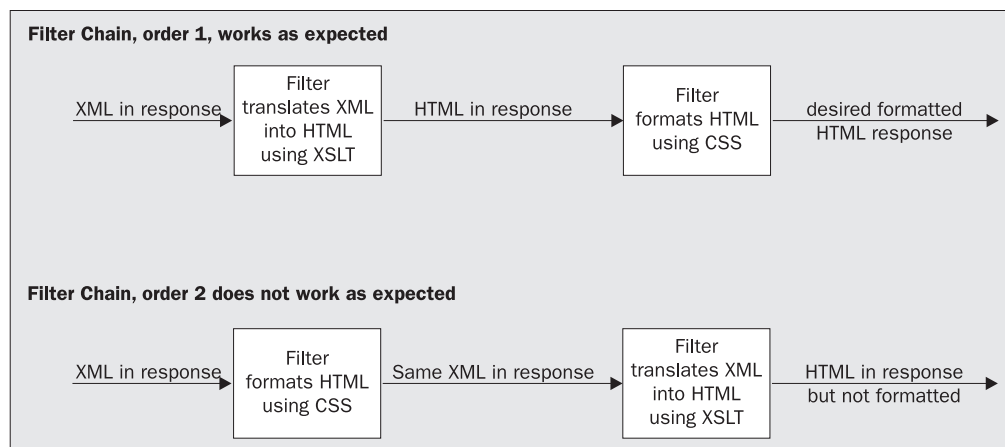 Filter Chain, order 1, works as expected
XML in response
Filter
translates XML
into HTML
using XSLT
HTML in response
Filter
formats HTML
using CSS
desired formatted
HTML response
Filter Chain, order 2 does not work as expected
XML in response
Filter
formats HTML
using CSS
Same XML in response
Filter
translates XML
into HTML
using XSLT
HTML in response
but not formatted